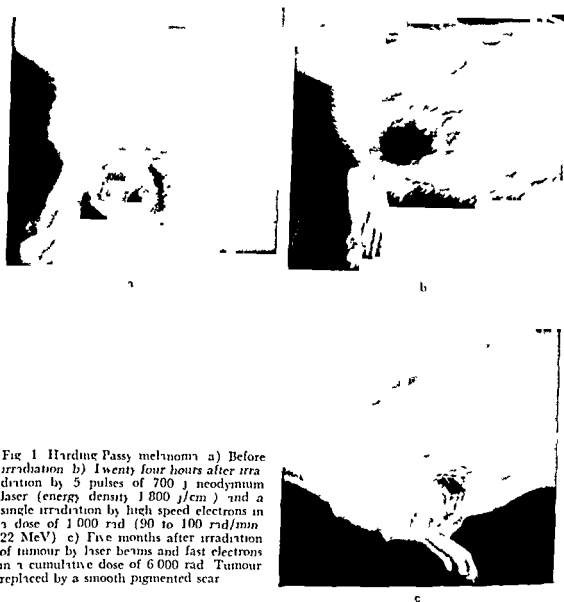 a
b
Fig 1 Harding Passy melanoma a) Before
irradiation b) Twenty four hours after irra
diation by 5 pulses of 700 j neodymium
laser (energy density 1 800 j/cm ) and a
single irradiation by high speed electrons in
a dose of 1 000 rad (90 to 100 rad/min
22 MeV) c) Five months after irradiation
of tumour by laser beams and fast electrons
in a cumulative dose of 6 000 rad Tumour
replaced by a smooth pigmented scar
c